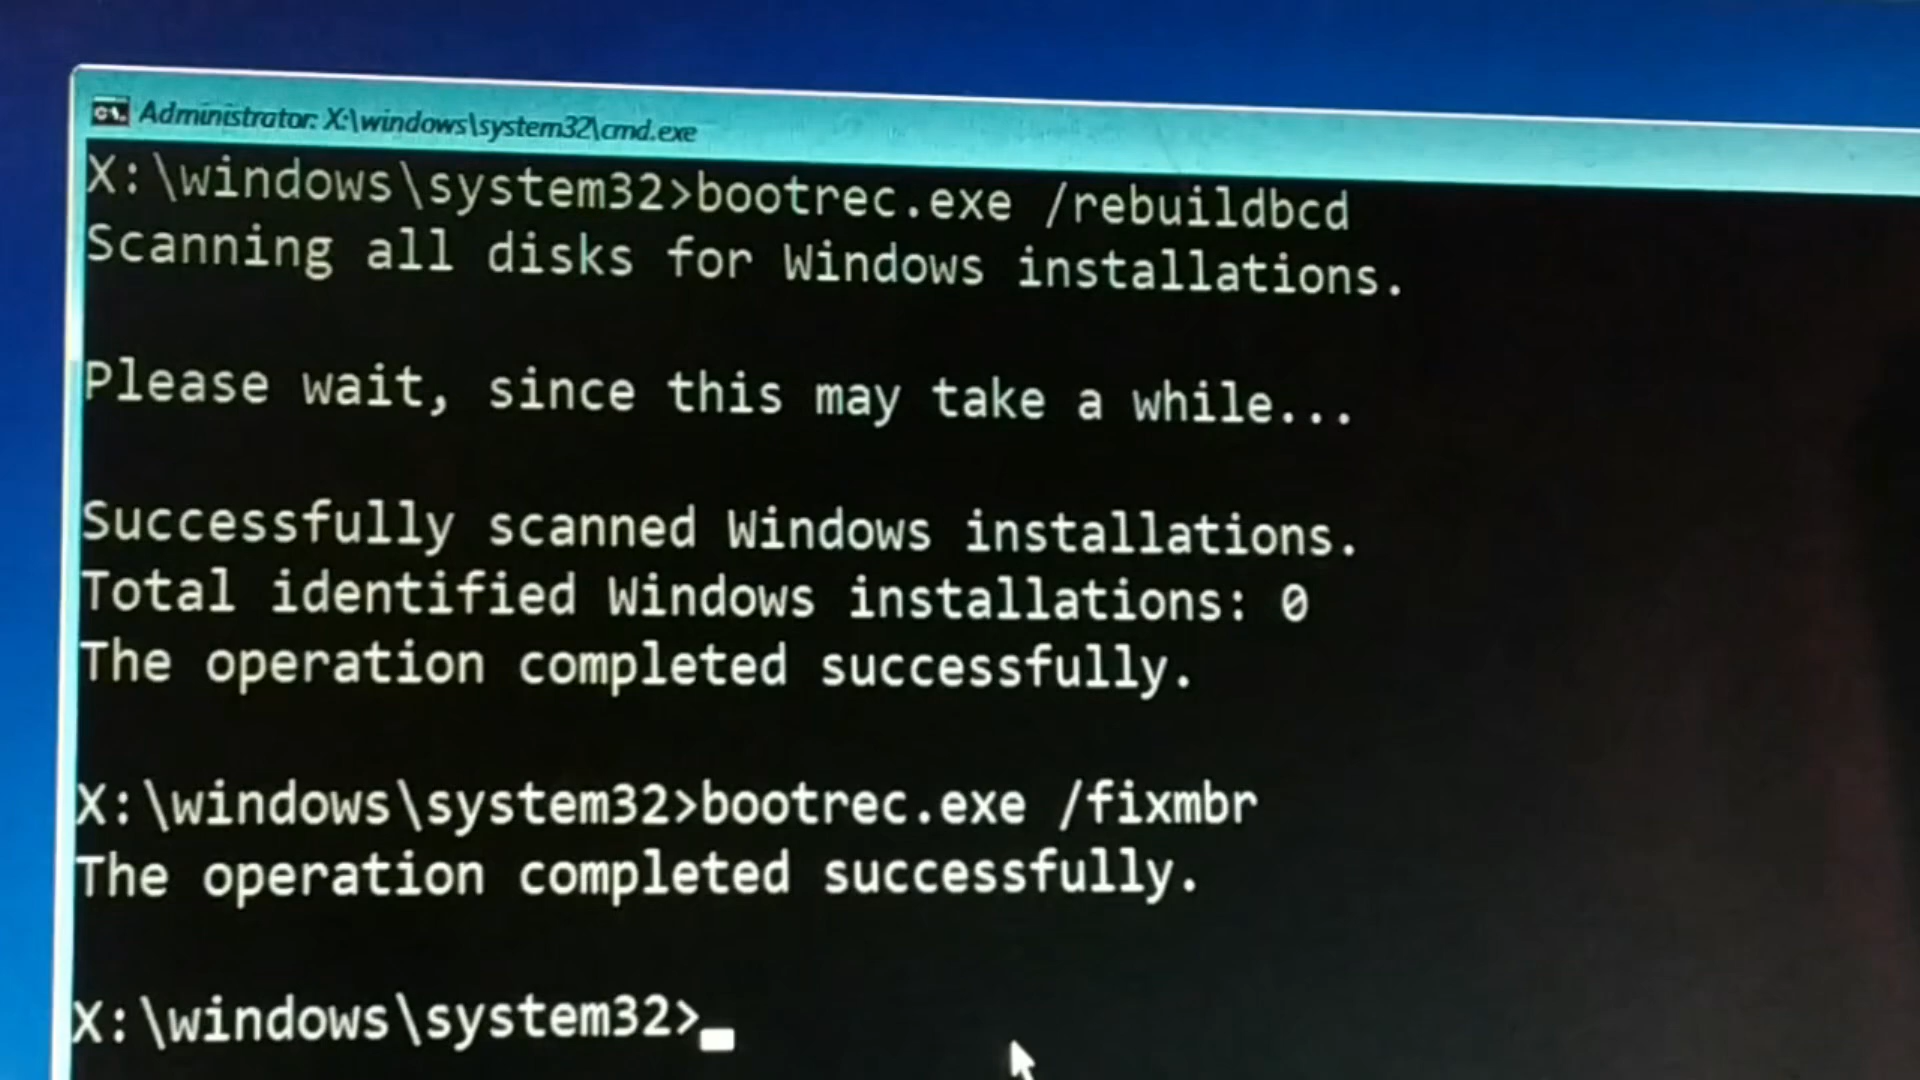 Administrator: X:\windows\system32\cmd.exe
X:\windows\system32>bootrec.exe /rebuildbcd
Scanning all disks for Windows installations.
Please wait, since this may take a while...
Successfully scanned Windows installations.
Total identified Windows installations: 0
The operation completed successfully.
X:\windows\system32>bootrec.exe /fixmbr
The operation completed successfully.
X:\windows\system32>